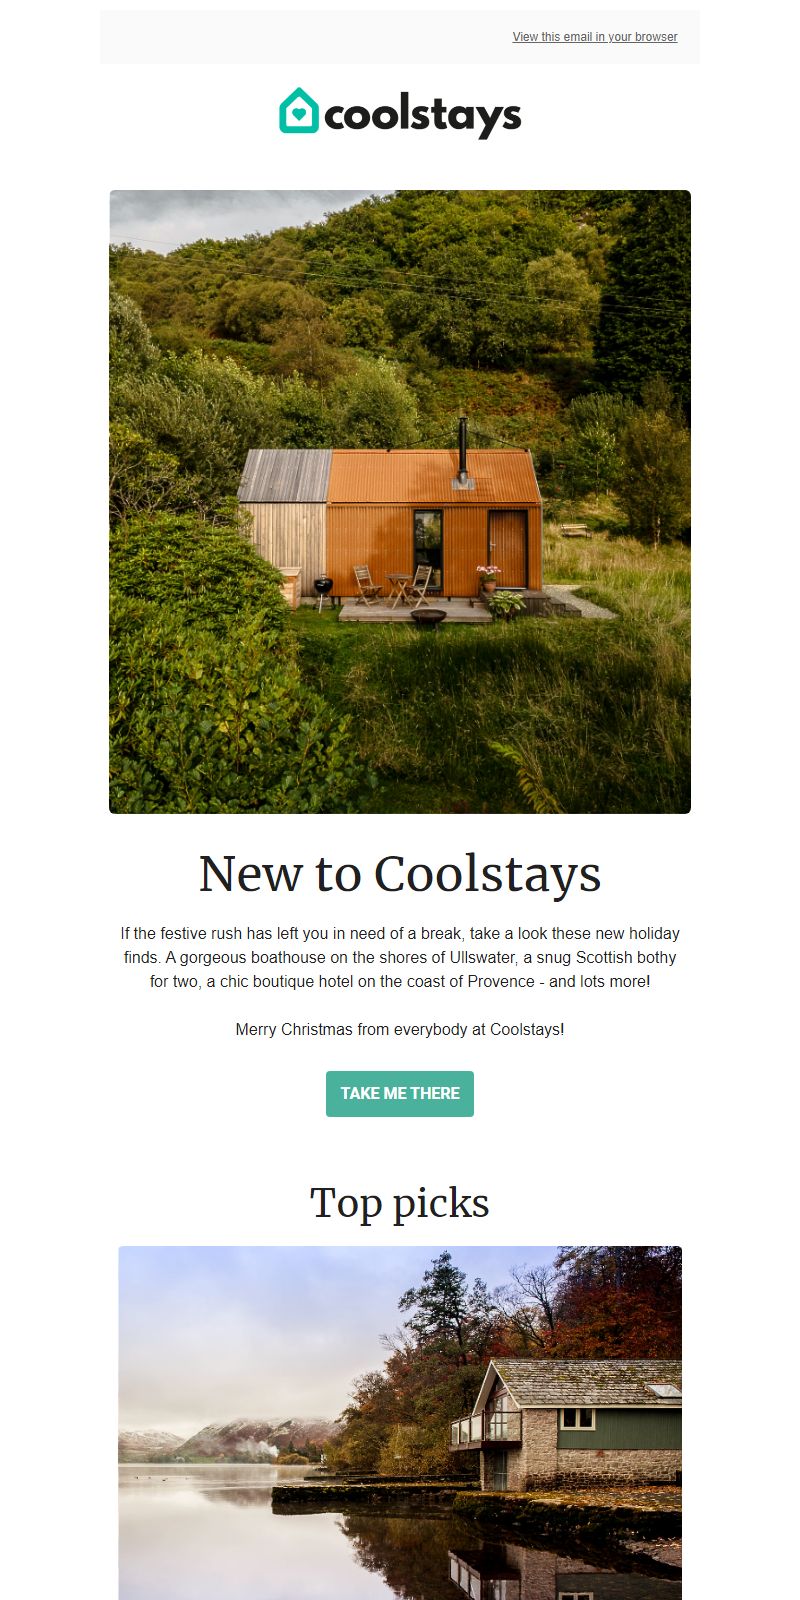 View this email in your browser
coolstays
New to Coolstays
If the festive rush has left you in need of a break, take a look these new holiday
finds. A gorgeous boathouse on the shores of Ullswater, a snug Scottish bothy
for two, a chic boutique hotel on the coast of Provence - and lots more!
Merry Christmas from everybody at Coolstays!
TAKE ME THERE
Top picks